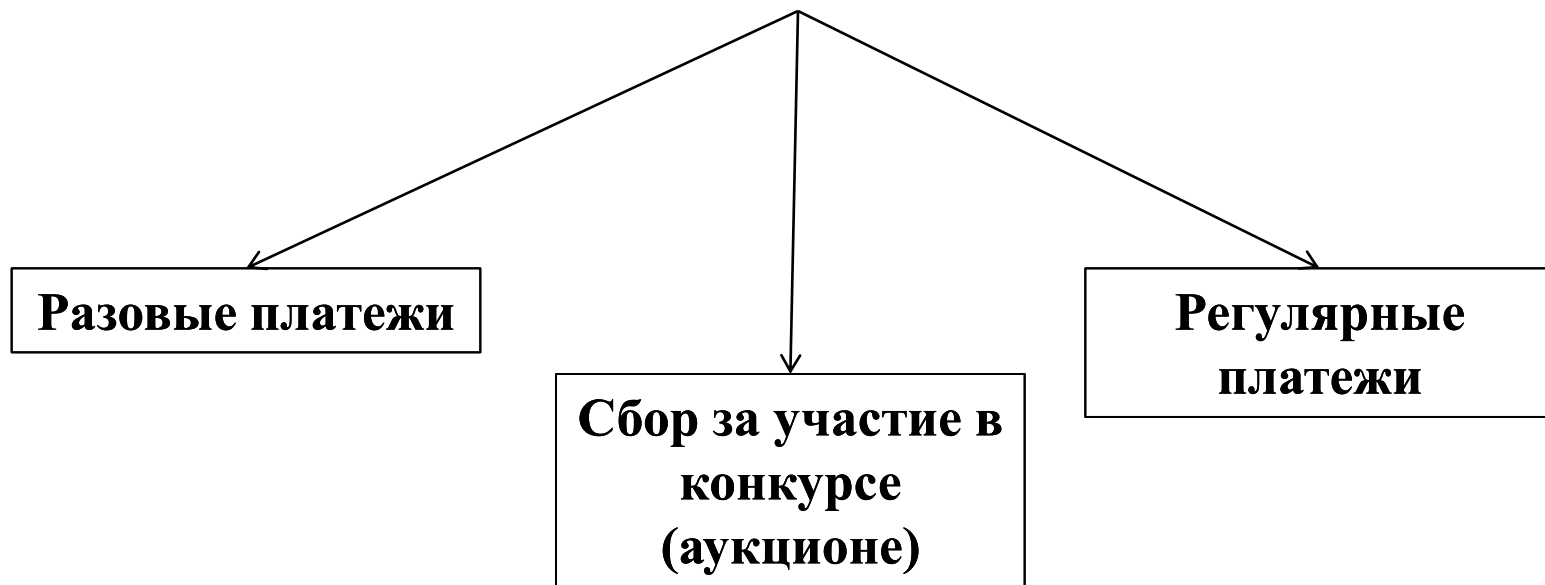 Разовые платежи
Сбор за участие в
конкурсе
(аукционе)
Регулярные
платежи